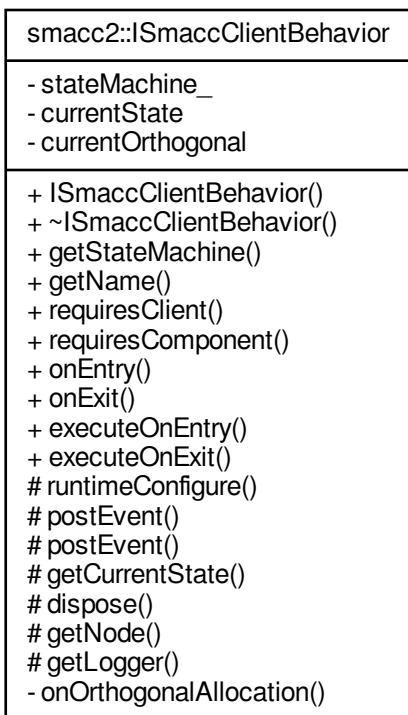 smacc2::ISmaccClientBehavior
- stateMachine_
- currentState
- currentOrthogonal
+ ISmaccClientBehavior()
+ ~ISmaccClientBehavior()
+ getStateMachine()
+ getName()
+ requiresClient()
+ requiresComponent()
+ onEntry()
+ onExit()
+ executeOnEntry()
+ executeOnExit()
# runtimeConfigure()
# postEvent()
# postEvent()
# getCurrentState()
# dispose()
# getNode()
# getLogger()
- onOrthogonalAllocation()